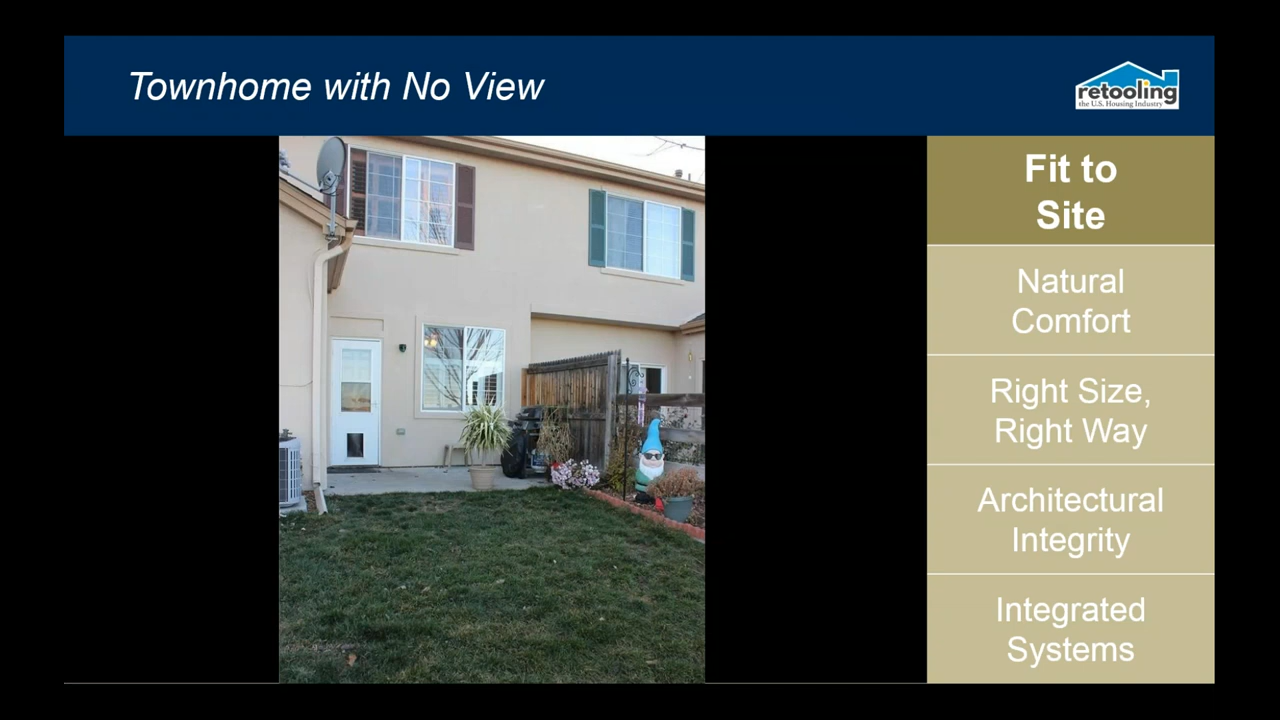 Townhome with No View
retooling
the U.S. Housing Industry
Fit to
Site
Natural
Comfort
Right Size,
Right Way
Architectural
Integrity
Integrated
Systems